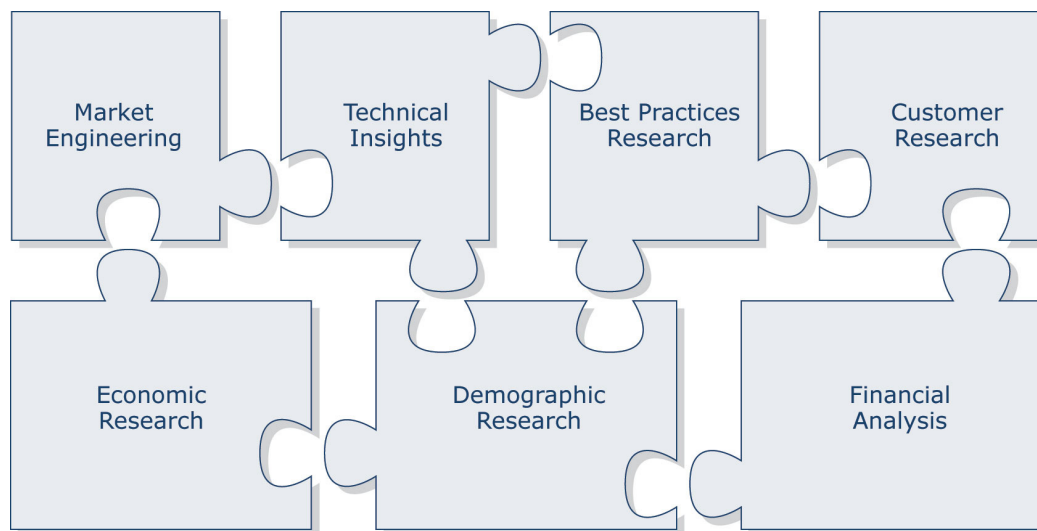 Market
Engineering
Technical
Insights
Best Practices
Research
Customer
Research
Economic
Research
Demographic
Research
Financial
Analysis